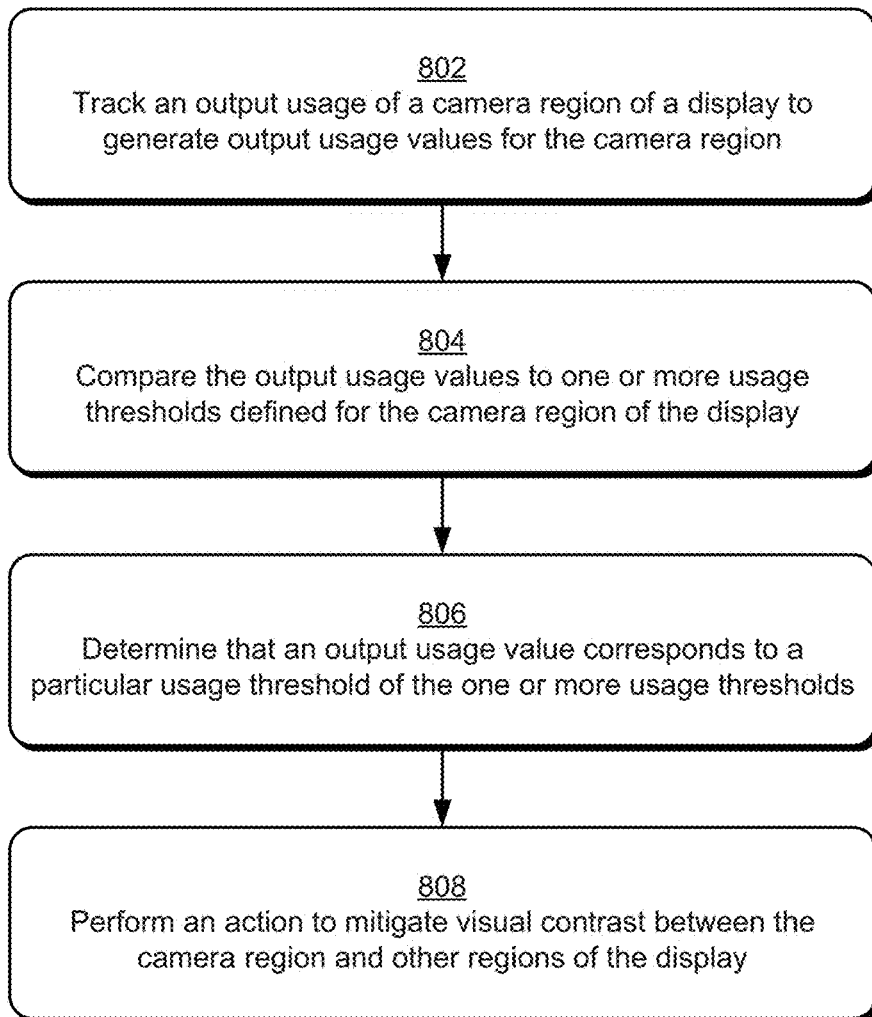 802
Track an output usage of a camera region of a display to
generate output usage values for the camera region
804
Compare the output usage values to one or more usage
thresholds defined for the camera region of the display
806
Determine that an output usage value corresponds to a
particular usage threshold of the one or more usage thresholds
808
Perform an action to mitigate visual contrast between the
camera region and other regions of the display